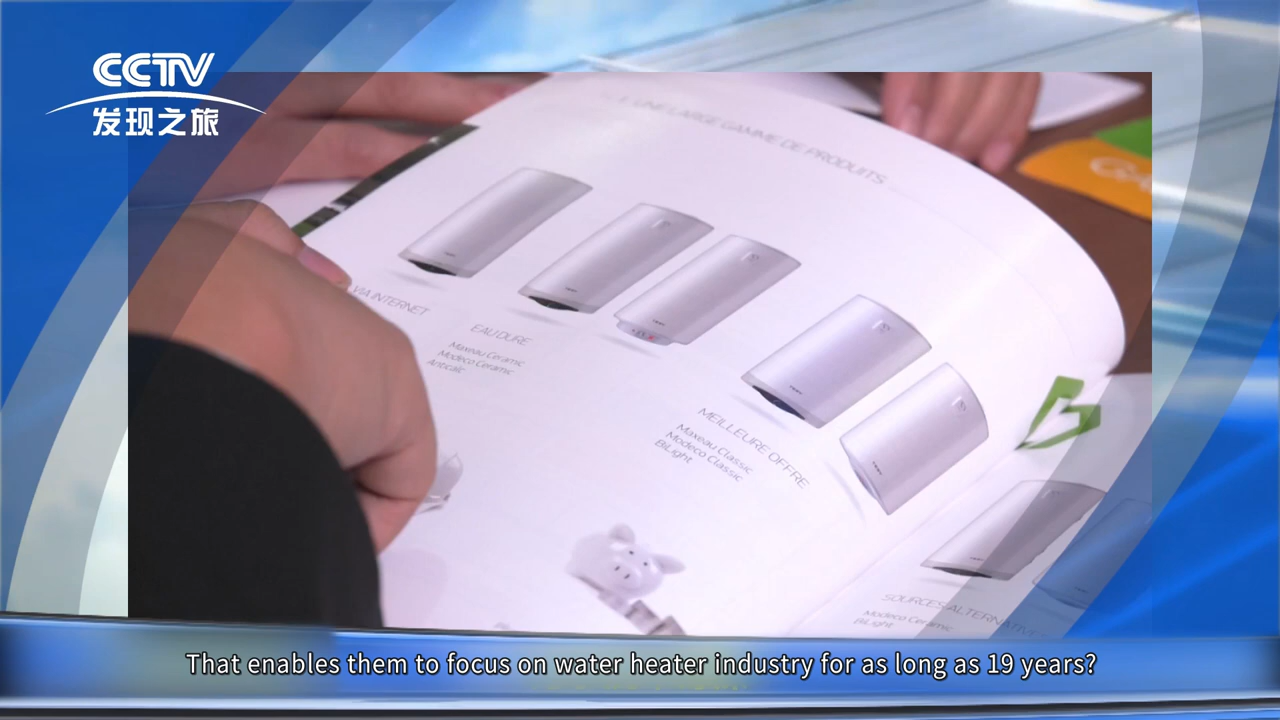 CCTV
发现之旅
UNE LARGE GAMME DE PRODUITS
VIA INTERNET
EAU DURE
Maxeau Ceramic
Modeco Ceramic
Anticalc
MEILLEURE OFFRE
Maxeau Classic
Modeco Classic
BiLight
SOURCES ALTERNATIVE
Modeco Ceramic
BiLight
That enables them to focus on water heater industry for as long as 19 years?